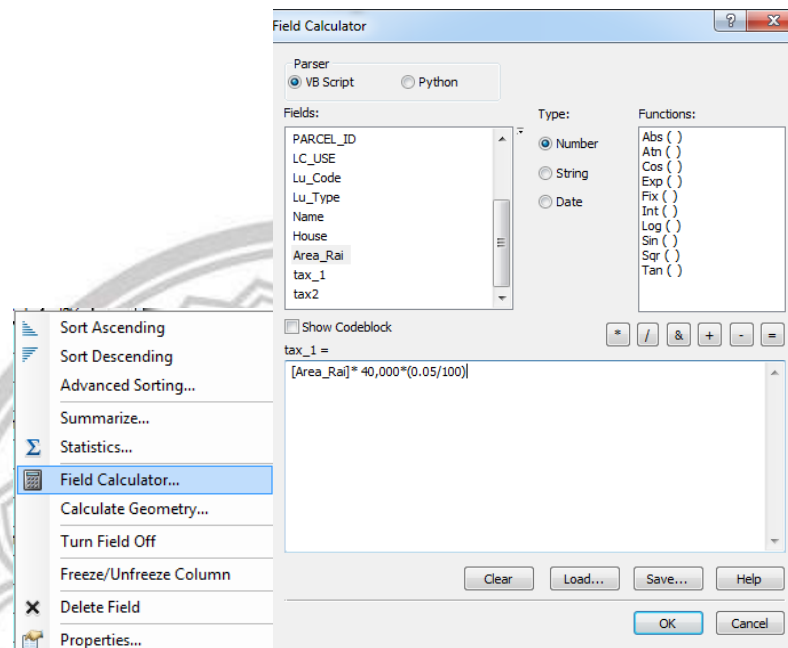 Field Calculator
Parser
VB Script Python
Fields:
PARCEL_ID
LC_USE
Lu_Code
Lu_Type
Name
House
Area_Rai
tax_1
tax2
Type:
Number
String
Date
Functions:
Abs ( )
Atn ( )
Cos ( )
Exp ( )
Fix ( )
Int ( )
Log ( )
Sin ( )
Sqr ( )
Tan ( )
Show Codeblock
* / & + - =
tax_1 =
[Area_Rai]* 40,000*(0.05/100)
Clear Load... Save... Help
OK Cancel
Sort Ascending
Sort Descending
Advanced Sorting...
Summarize...
Σ Statistics...
Field Calculator...
Calculate Geometry...
Turn Field Off
Freeze/Unfreeze Column
Delete Field
Properties...